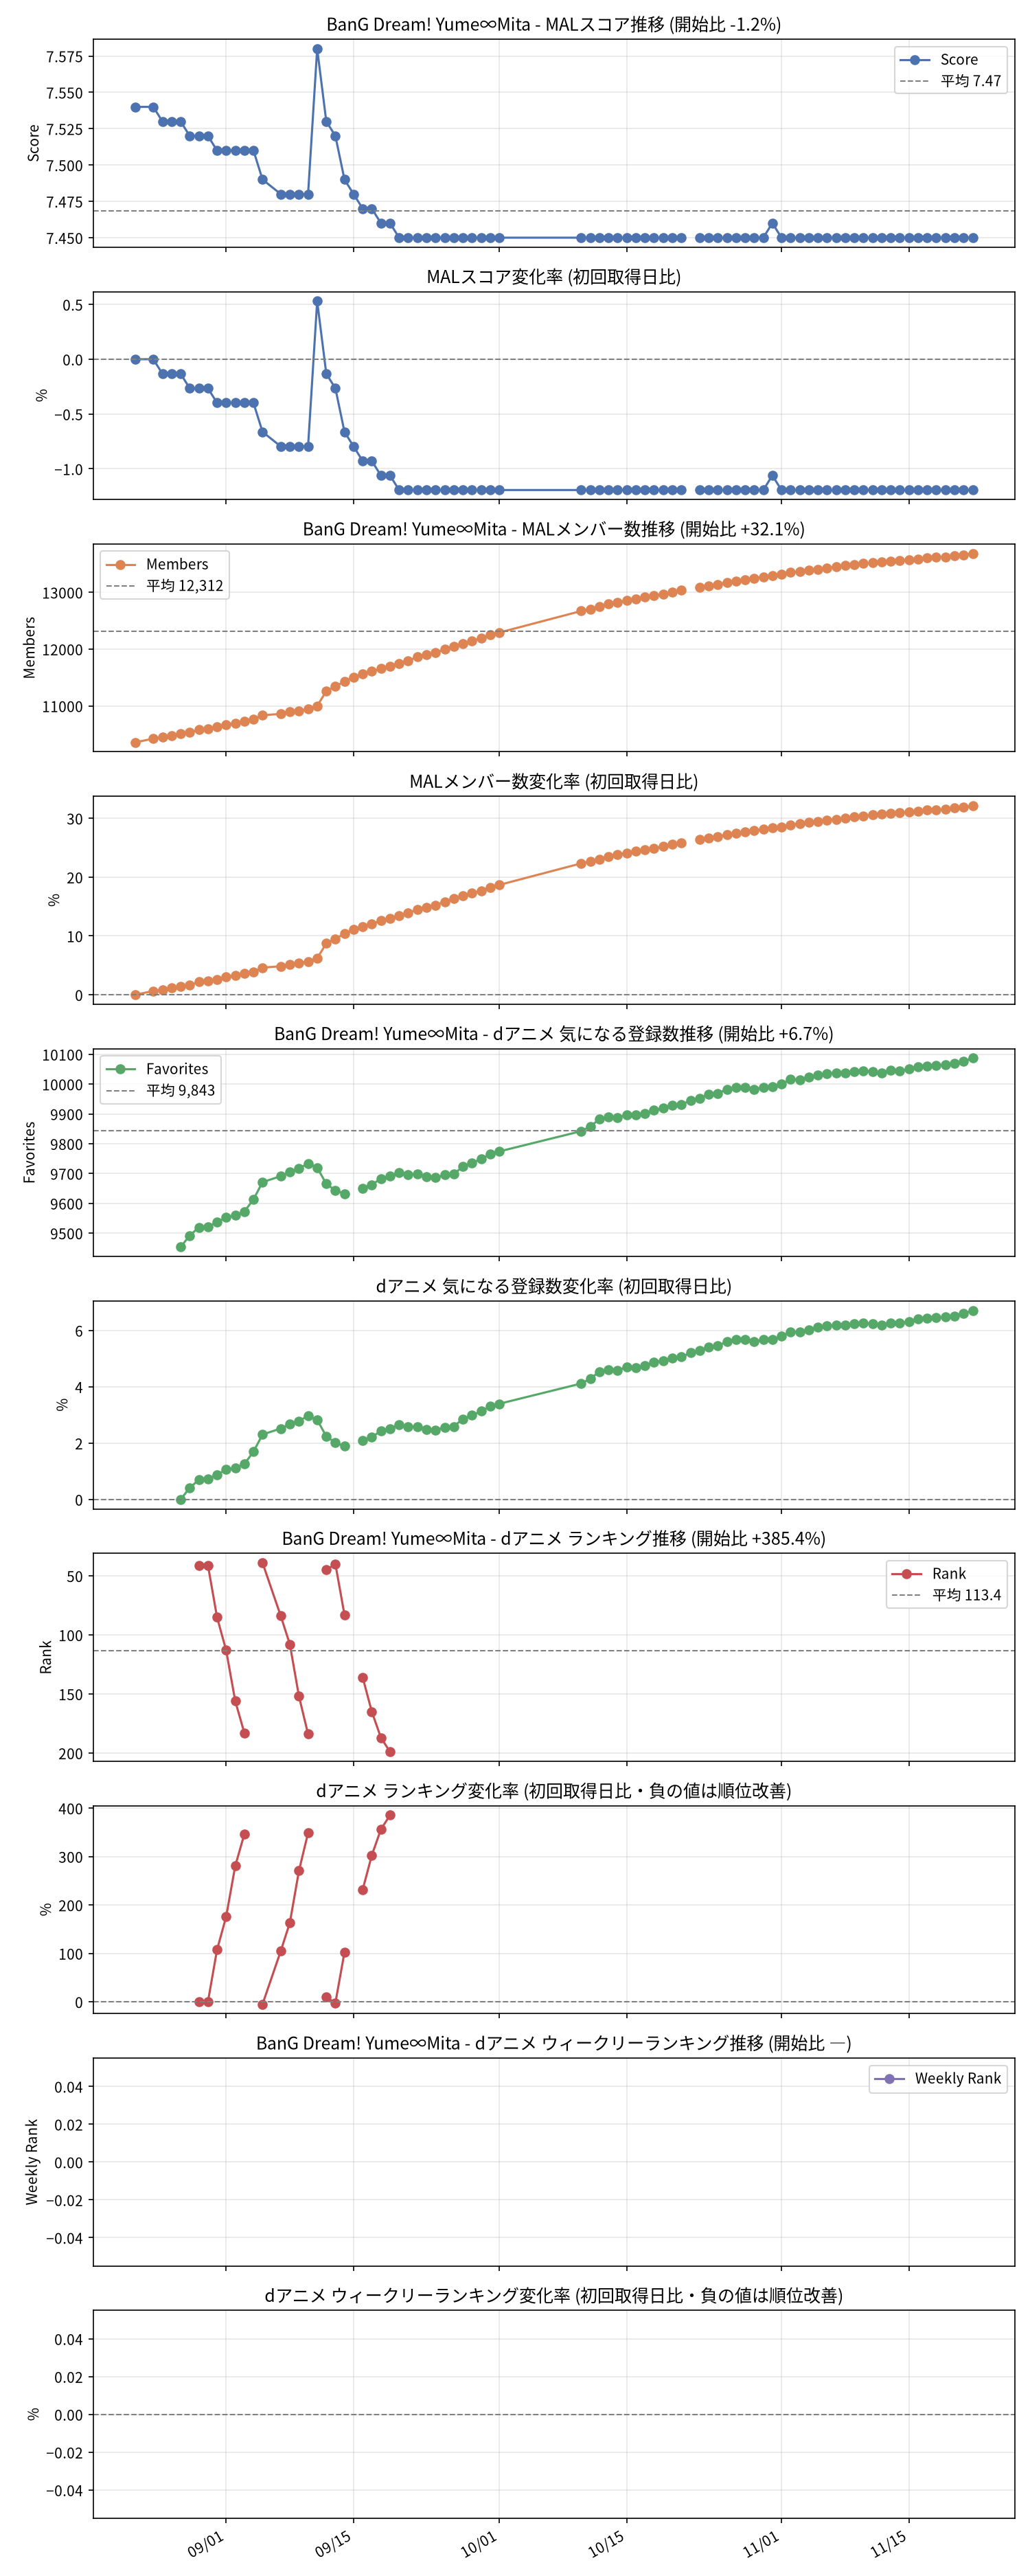 BanG Dream! Yume∞Mita - MALスコア推移 (開始比 -1.2%)
7.575
7.550
7.525
7.500
7.475
7.450
Score
Score
平均 7.47
MALスコア変化率 (初回取得日比)
0.5
0.0
−0.5
−1.0
%
BanG Dream! Yume∞Mita - MALメンバー数推移 (開始比 +32.1%)
13000
12000
11000
Members
Members
平均 12,312
MALメンバー数変化率 (初回取得日比)
30
20
10
0
%
BanG Dream! Yume∞Mita - dアニメ 気になる登録数推移 (開始比 +6.7%)
10100
10000
9900
9800
9700
9600
9500
Favorites
Favorites
平均 9,843
dアニメ 気になる登録数変化率 (初回取得日比)
6
4
2
0
%
BanG Dream! Yume∞Mita - dアニメ ランキング推移 (開始比 +385.4%)
50
100
150
200
Rank
Rank
平均 113.4
dアニメ ランキング変化率 (初回取得日比・負の値は順位改善)
400
300
200
100
0
%
BanG Dream! Yume∞Mita - dアニメ ウィークリーランキング推移 (開始比 —)
0.04
0.02
0.00
−0.02
−0.04
Weekly Rank
Weekly Rank
dアニメ ウィークリーランキング変化率 (初回取得日比・負の値は順位改善)
0.04
0.02
0.00
−0.02
−0.04
%
09/01
09/15
10/01
10/15
11/01
11/15